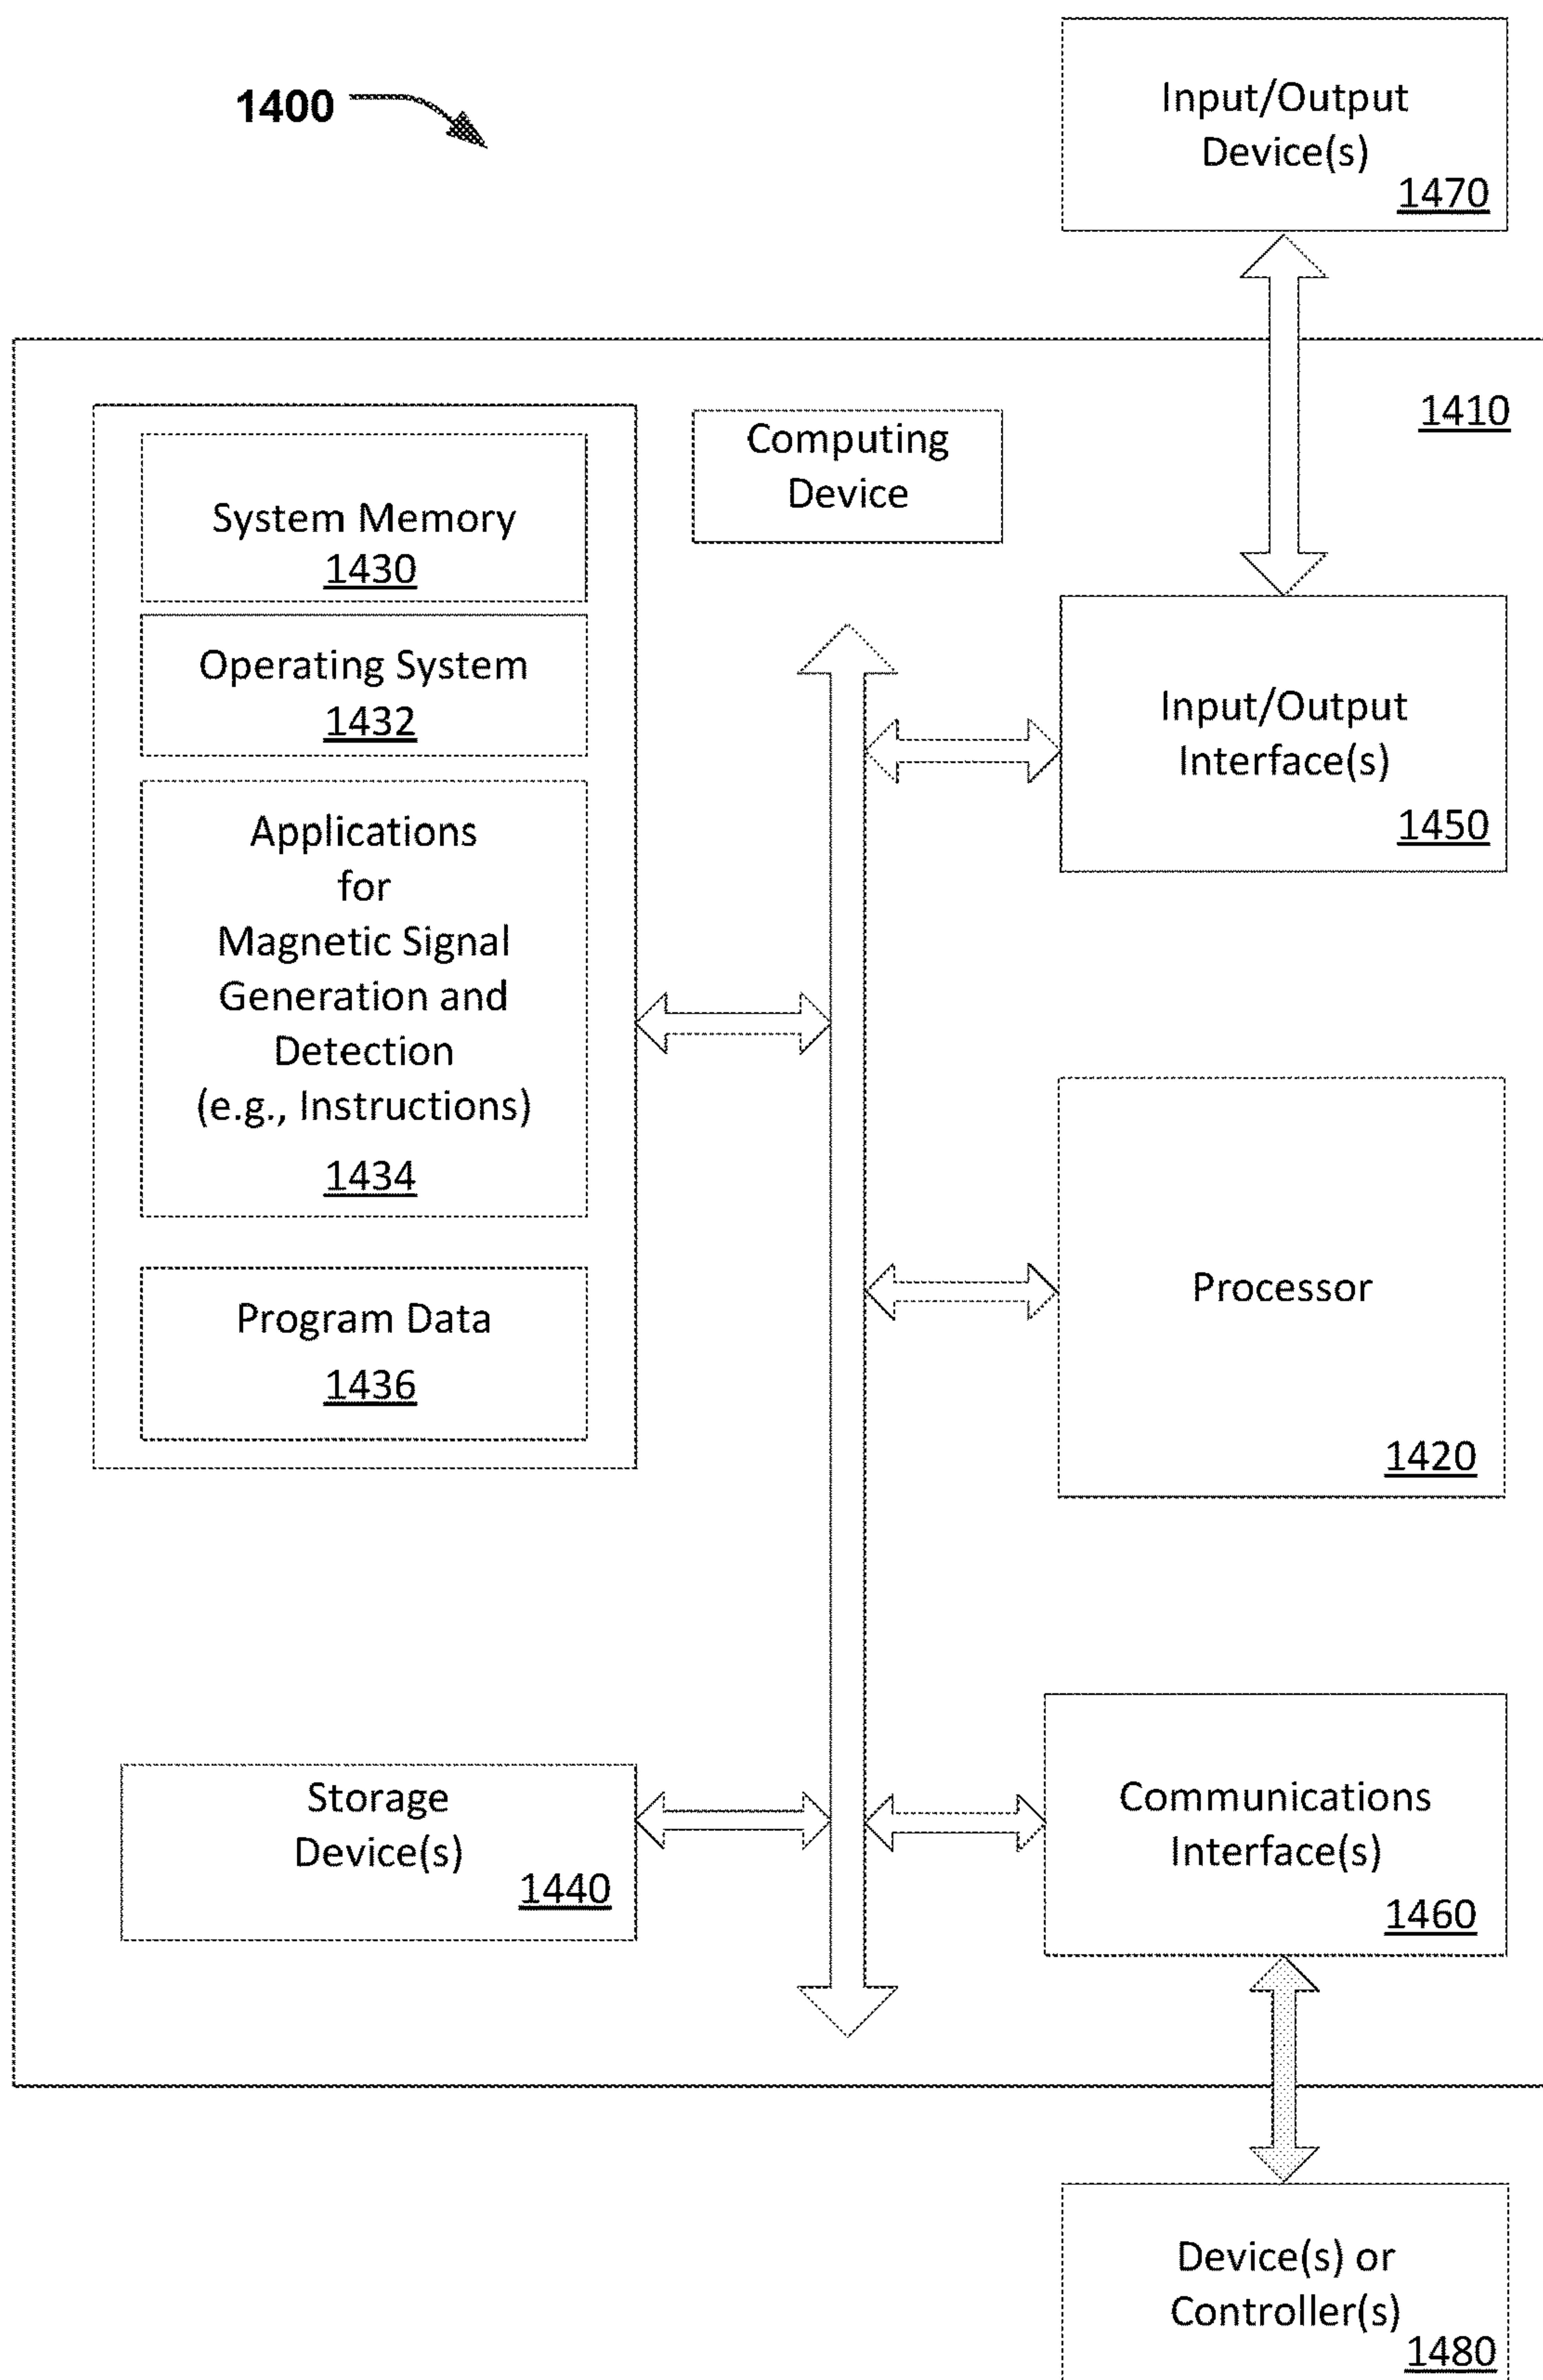 1400
Input/Output
Device(s)
1470
1410
Computing
Device
System Memory
1430
Operating System
1432
Applications
for
Magnetic Signal
Generation and
Detection
(e.g., Instructions)
1434
Program Data
1436
Input/Output
Interface(s)
1450
Processor
1420
Storage
Device(s)
1440
Communications
Interface(s)
1460
Device(s) or
Controller(s)
1480